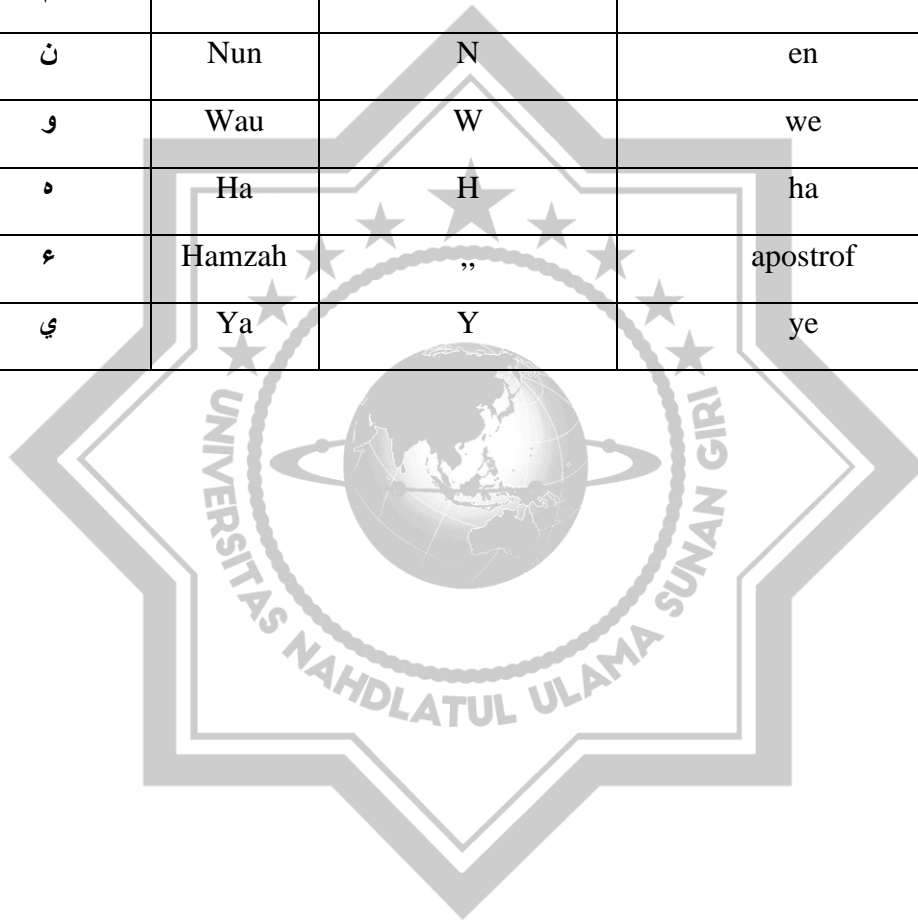 ن Nun N en
و Wau W we
ه Ha H ha
ء Hamzah ,, apostrof
ي Ya Y ye
UNIVERSITAS NAHDLATUL ULAMA SUNAN GIRI